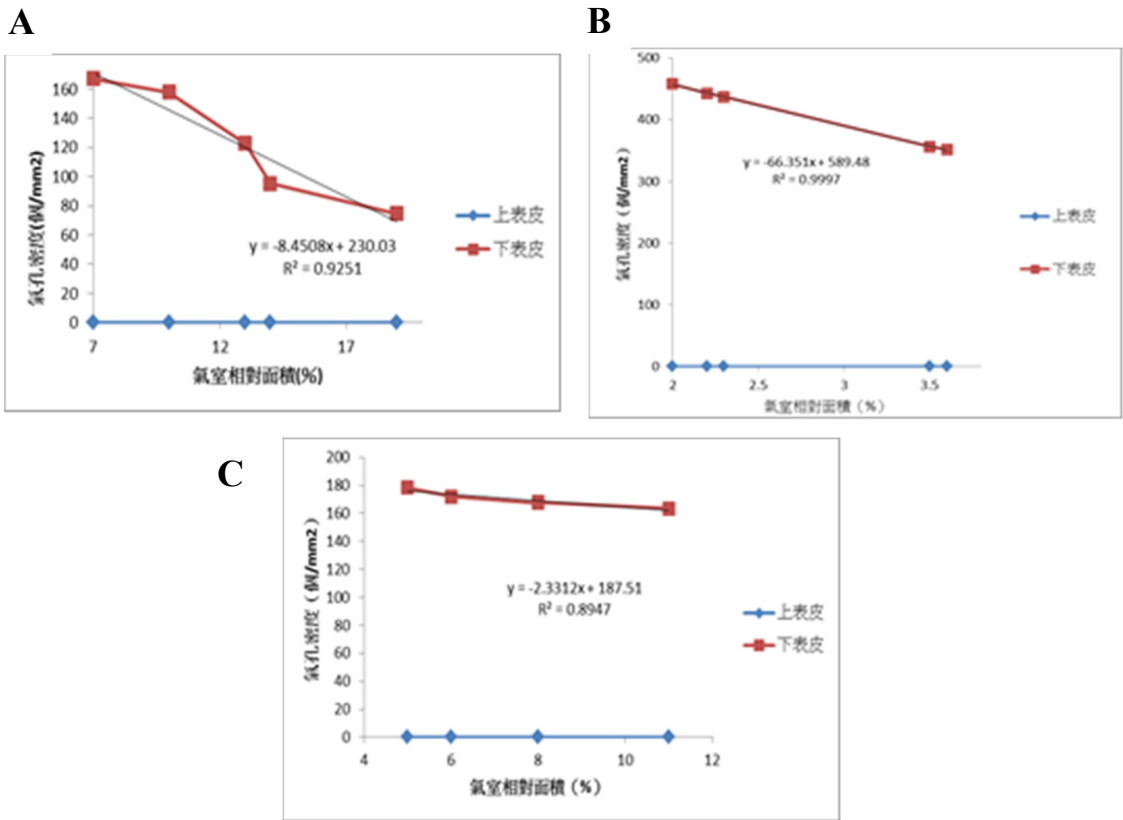 A
160
140
120
100
80
60
40
20
0
7
12
17
氣孔密度(個/mm2)
氣室相對面積(%)
y = -8.4508x + 230.03
R² = 0.9251
上表皮
下表皮
B
500
400
300
200
100
0
2
2.5
3
3.5
氣孔密度（個/mm2）
氣室相對面積（%）
y = -66.351x + 589.48
R² = 0.9997
上表皮
下表皮
C
200
180
160
140
120
100
80
60
40
20
0
4
6
8
10
12
氣孔密度（個/mm2）
氣室相對面積（%）
y = -2.3312x + 187.51
R² = 0.8947
上表皮
下表皮